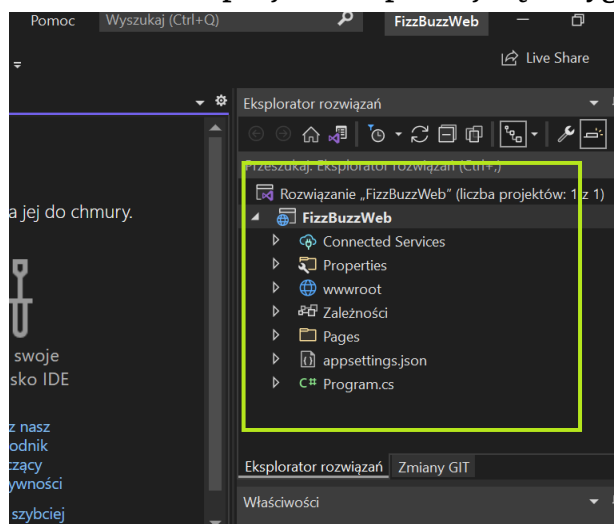 Pomoc Wyszukaj (Ctrl+Q) FizzBuzzWeb
Live Share
Eksplorator rozwiązań
Przeszukaj: Eksplorator rozwiązań (Ctrl+;)
Rozwiązanie „FizzBuzzWeb” (liczba projektów: 1 z 1)
FizzBuzzWeb
a jej do chmury.
Connected Services
Properties
wwwroot
Zależności
Pages
swoje
appsettings.json
sko IDE
C# Program.cs
z nasz
odnik
czący
ywności
szybciej
Eksplorator rozwiązań Zmiany GIT
Właściwości